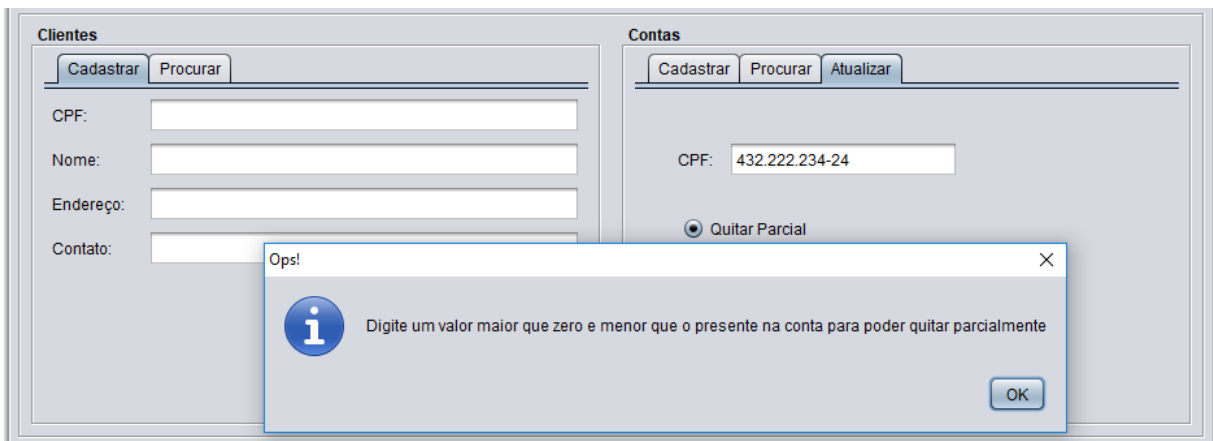 Clientes
Cadastrar Procurar
CPF:
Nome:
Endereço:
Contato:
Contas
Cadastrar Procurar Atualizar
CPF: 432.222.234-24
Quitar Parcial
Ops!
Digite um valor maior que zero e menor que o presente na conta para poder quitar parcialmente
OK